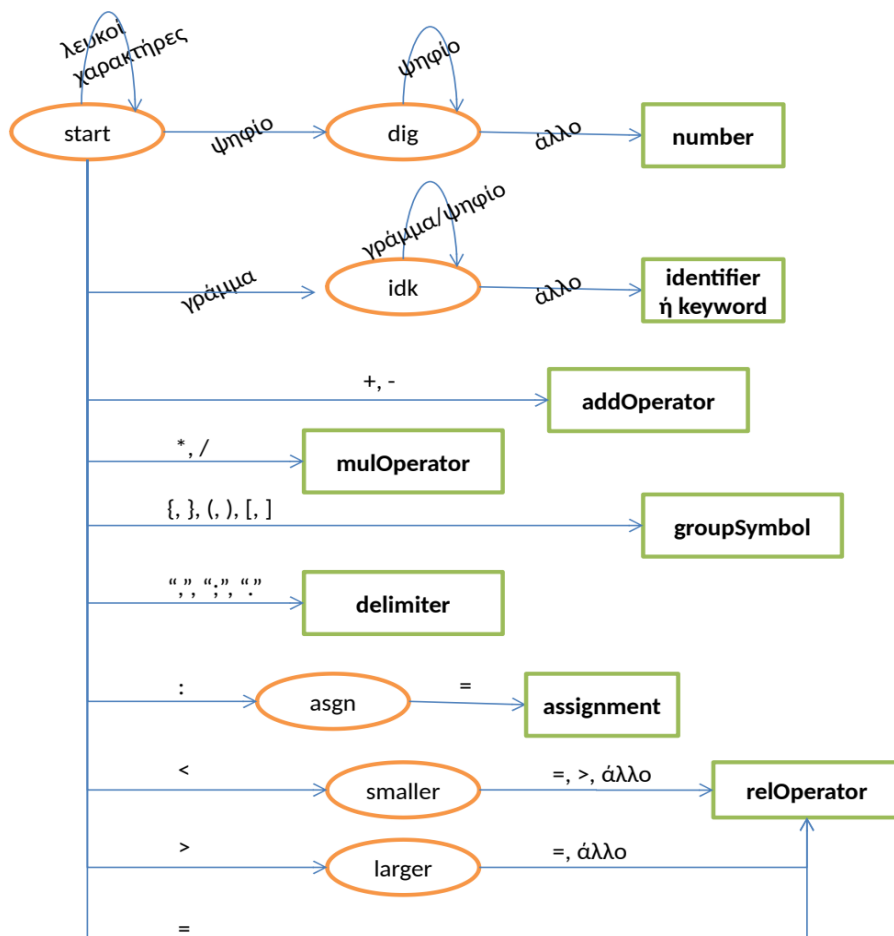 λευκοί
χαρακτήρες
ψηφίο
start
ψηφίο
dig
άλλο
number
γράμμα/ψηφίο
γράμμα
idk
άλλο
identifier
ή keyword
+, -
addOperator
*, /
mulOperator
{, }, (, ), [, ]
groupSymbol
“,”, “;”, “.”
delimiter
:
asgn
=
assignment
<
smaller
=, >, άλλο
relOperator
>
larger
=, άλλο
=